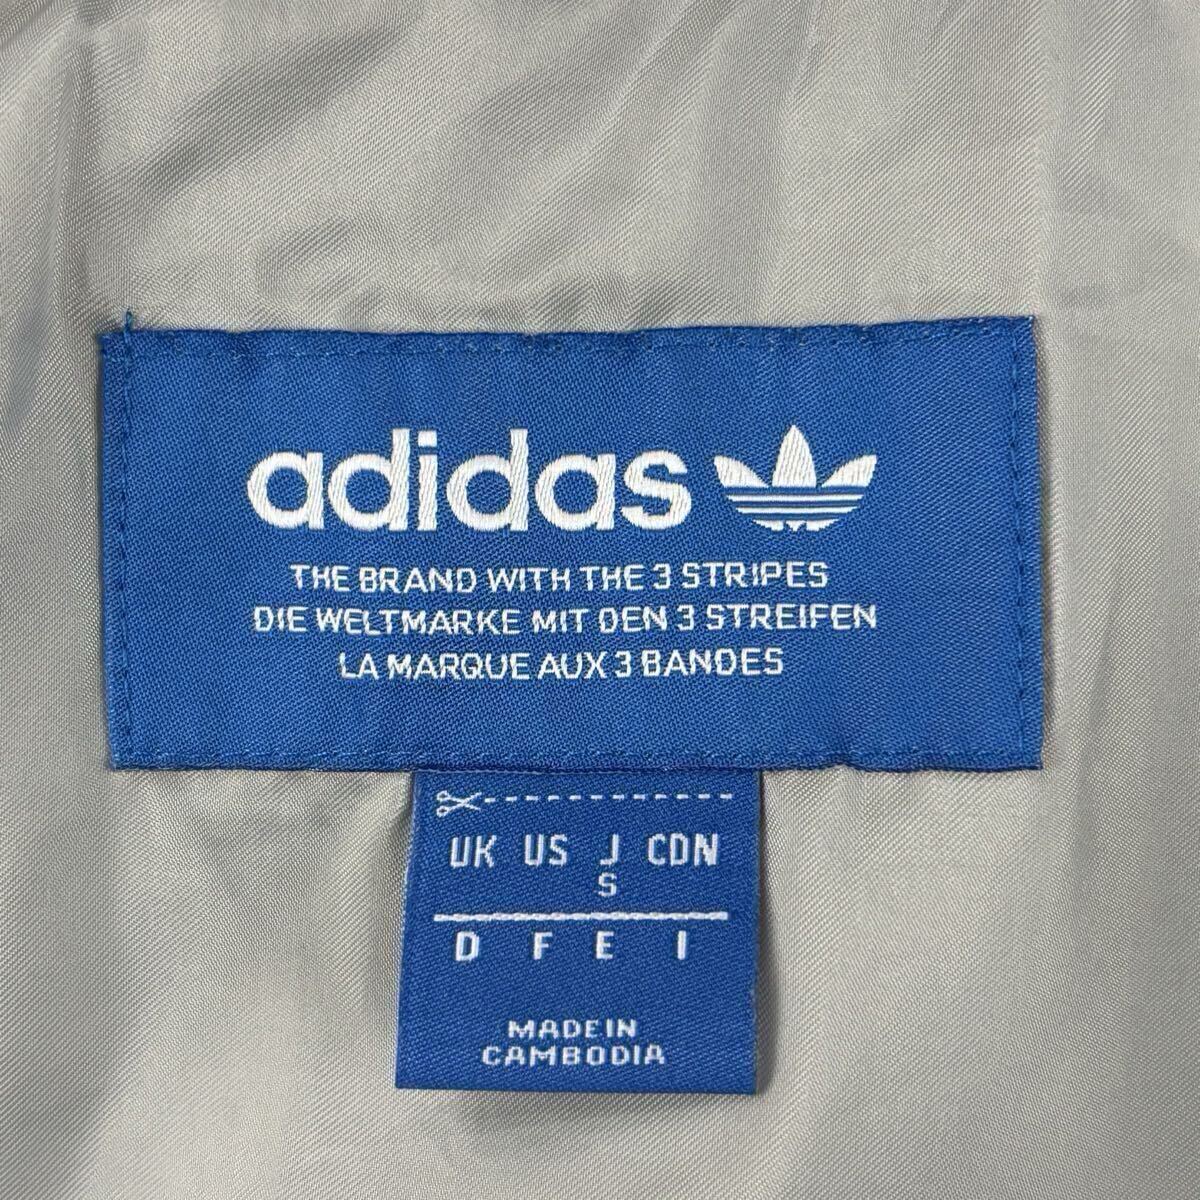 adidas
THE BRAND WITH THE 3 STRIPES
DIE WELTMARKE MIT DEN 3 STREIFEN
LA MARQUE AUX 3 BANDES
UK US J CDN
S
D F E I
MADE IN
CAMBODIA